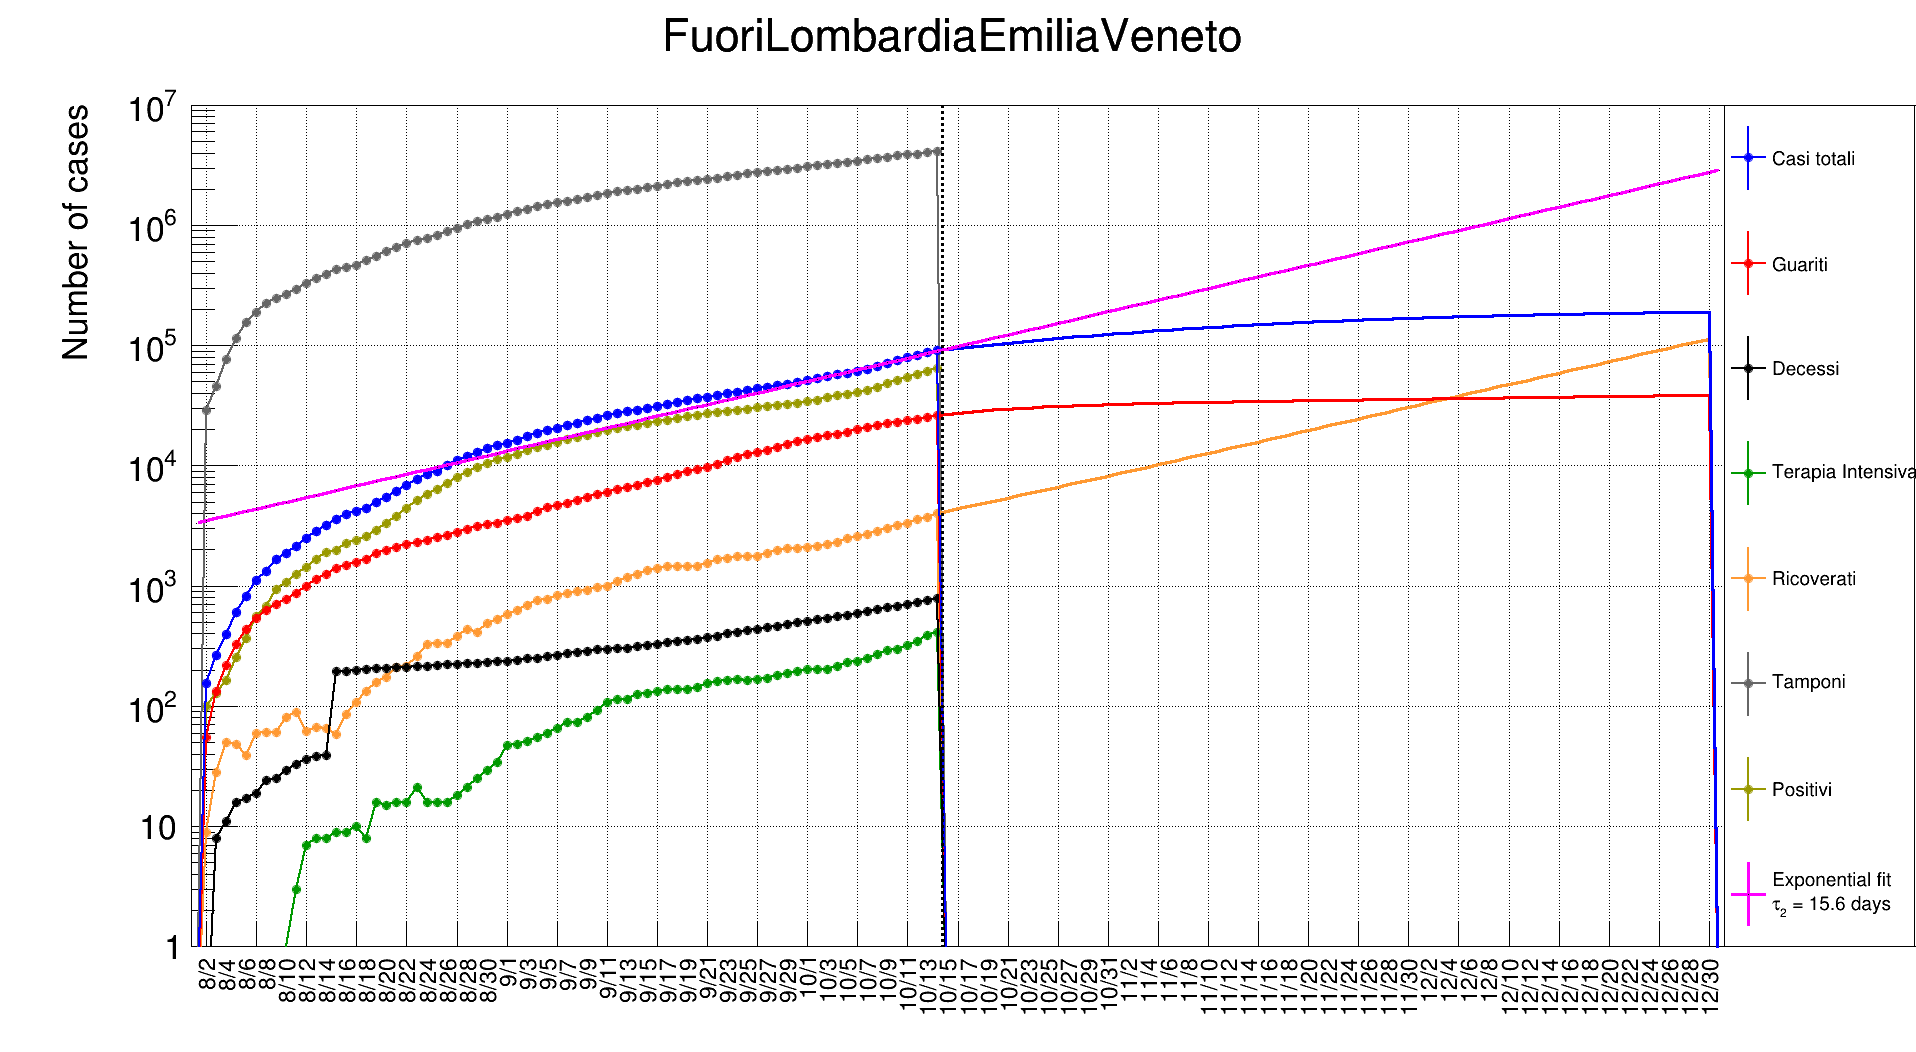 FuoriLombardiaEmiliaVeneto
Number of cases
10^7
10^6
10^5
10^4
10^3
10^2
10
1
8/2 8/4 8/6 8/8 8/10 8/12 8/14 8/16 8/18 8/20 8/22 8/24 8/26 8/28 8/30 9/1 9/3 9/5 9/7 9/9 9/11 9/13 9/15 9/17 9/19 9/21 9/23 9/25 9/27 9/29 10/1 10/3 10/5 10/7 10/9 10/11 10/13 10/15 10/17 10/19 10/21 10/23 10/25 10/27 10/29 10/31 11/2 11/4 11/6 11/8 11/10 11/12 11/14 11/16 11/18 11/20 11/22 11/24 11/26 11/28 11/30 12/2 12/4 12/6 12/8 12/10 12/12 12/14 12/16 12/18 12/20 12/22 12/24 12/26 12/28 12/30
Casi totali
Guariti
Decessi
Terapia Intensiva
Ricoverati
Tamponi
Positivi
Exponential fit
τ₂ = 15.6 days